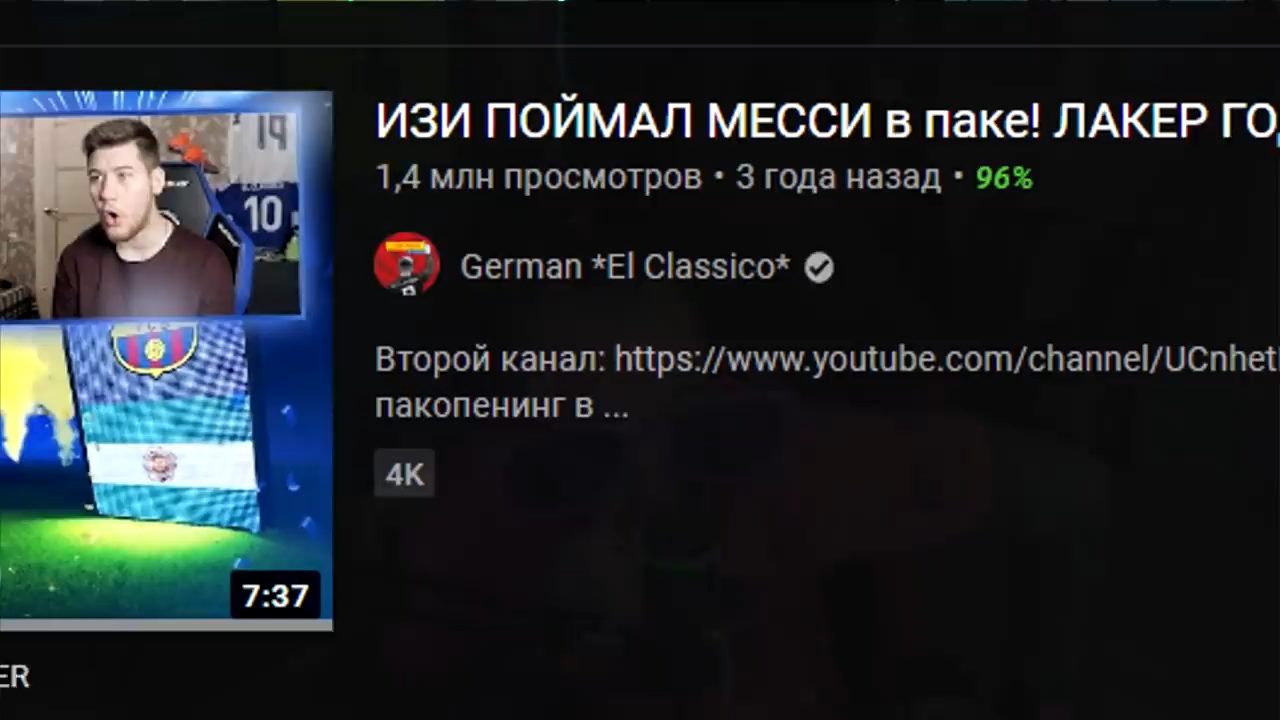 19
10
7:37
ER
ИЗИ ПОЙМАЛ МЕССИ в паке! ЛАКЕР ГО
1,4 млн просмотров • 3 года назад • 96%
German *El Classico*
Второй канал: https://www.youtube.com/channel/UCnhet
пакопенинг в ...
4K